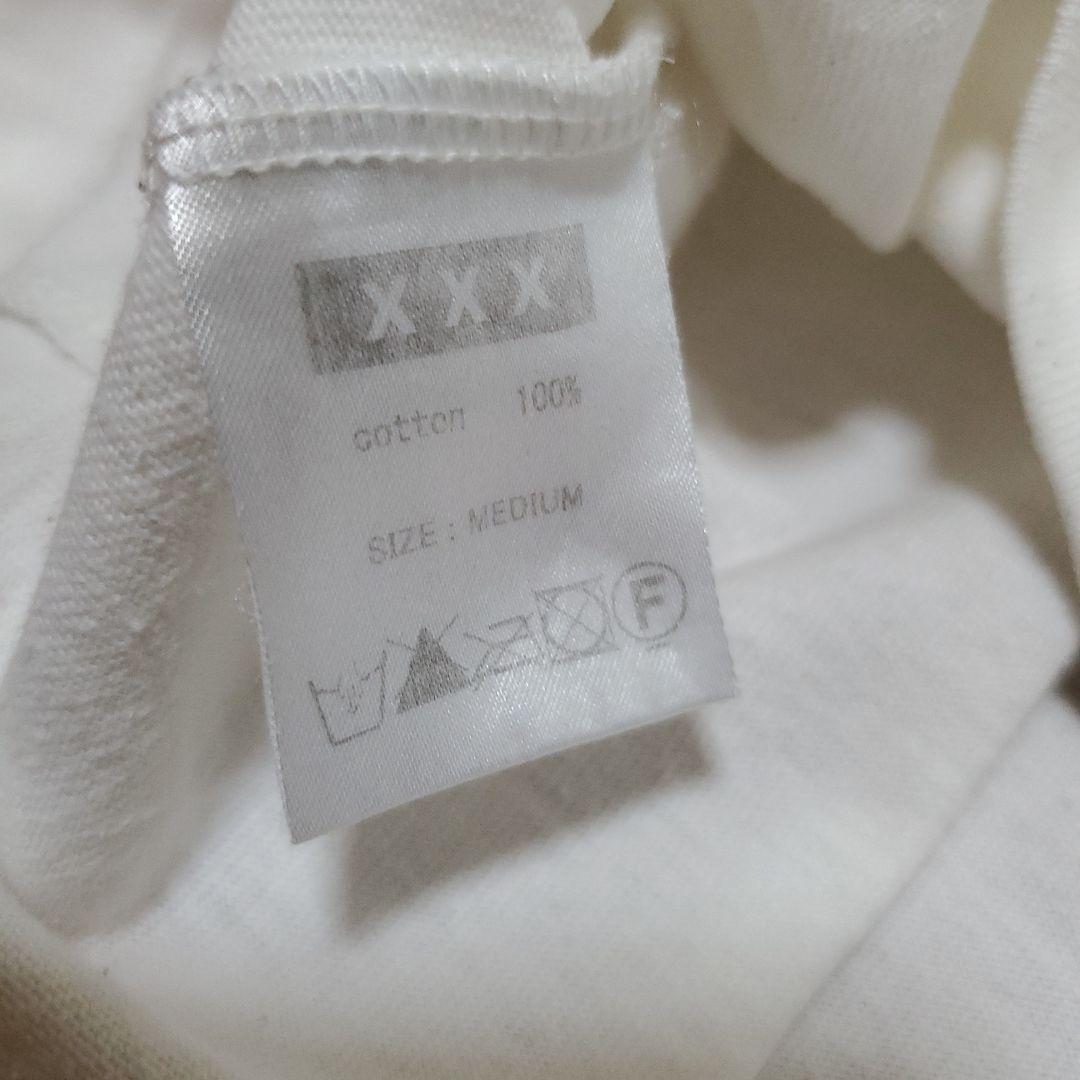 XXX
cotton 100%
SIZE : MEDIUM
F